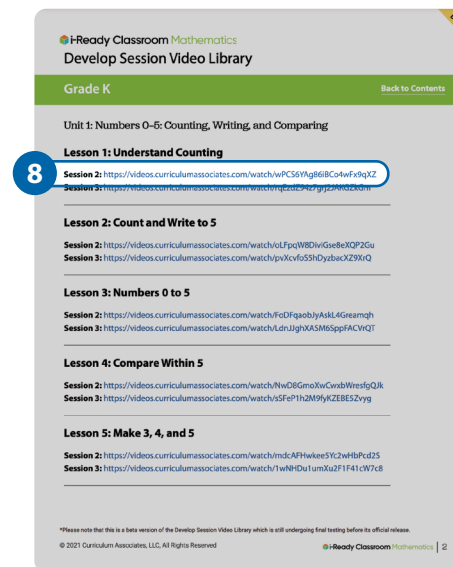 i-Ready Classroom Mathematics
Develop Session Video Library
Grade K
Back to Contents
Unit 1: Numbers 0–5: Counting, Writing, and Comparing
Lesson 1: Understand Counting
8
Session 2: https://videos.curriculumassociates.com/watch/wPCS6YAg86iBCo4wFx9qXZ
Session 3:
Lesson 2: Count and Write to 5
Session 2: https://videos.curriculumassociates.com/watch/oLFpqW8DiviGse8eXQP2Gu
Session 3: https://videos.curriculumassociates.com/watch/pvXcvfoS5hDyzbacXZ9XrQ
Lesson 3: Numbers 0 to 5
Session 2: https://videos.curriculumassociates.com/watch/FoDFqaobJyAskL4Greamqh
Session 3: https://videos.curriculumassociates.com/watch/LdnJJghXASM6SppFACVrQT
Lesson 4: Compare Within 5
Session 2: https://videos.curriculumassociates.com/watch/NwD8GmoXwCwxbWresfgQJk
Session 3: https://videos.curriculumassociates.com/watch/sSFeP1h2M9fyKZEBESZvyg
Lesson 5: Make 3, 4, and 5
Session 2: https://videos.curriculumassociates.com/watch/mdcAFHwkee5Yc2wHbPcd2S
Session 3: https://videos.curriculumassociates.com/watch/1wNHDu1umXu2F1F41cW7c8
*Please note that this is a beta version of the Develop Session Video Library which is still undergoing final testing before its official release.
© 2021 Curriculum Associates, LLC, All Rights Reserved
i-Ready Classroom Mathematics | 2